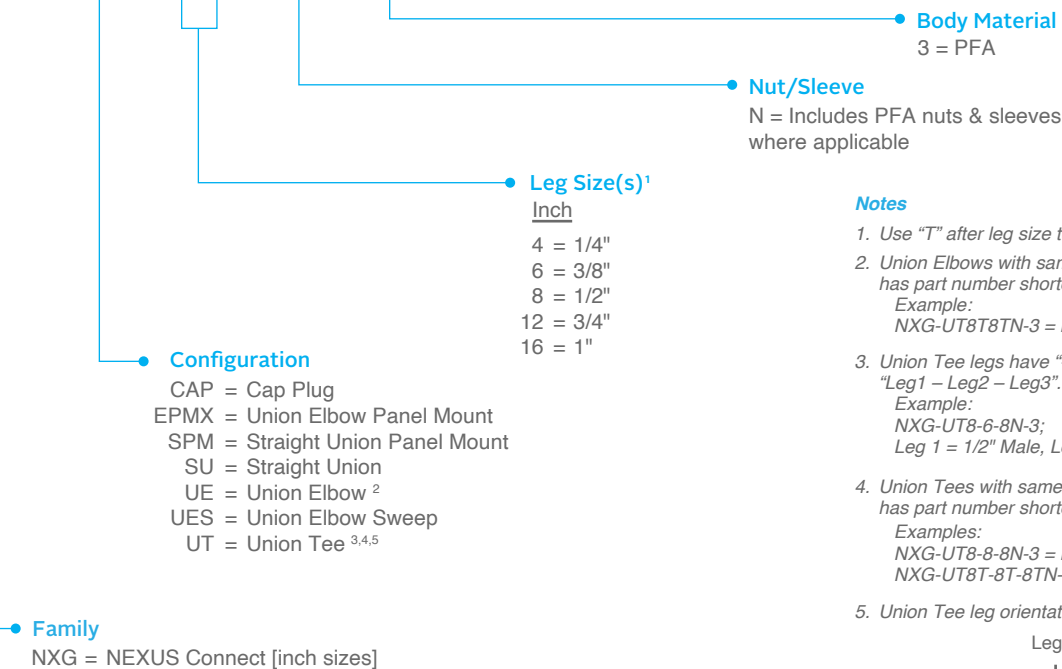 Body Material
3 = PFA
Nut/Sleeve
N = Includes PFA nuts & sleeves
where applicable
Leg Size(s)¹
Inch
4 = 1/4"
6 = 3/8"
8 = 1/2"
12 = 3/4"
16 = 1"
Configuration
CAP = Cap Plug
EPMX = Union Elbow Panel Mount
SPM = Straight Union Panel Mount
SU = Straight Union
UE = Union Elbow ²
UES = Union Elbow Sweep
UT = Union Tee ³,⁴,⁵
Family
NXG = NEXUS Connect [inch sizes]
Notes
1. Use “T” after leg size
2. Union Elbows with
has part number
Example:
NXG-UT8T8TN-3 =
3. Union Tee legs have
“Leg1 – Leg2 – Leg3”.
Example:
NXG-UT8-6-8N-3;
Leg 1 = 1/2" Male,
4. Union Tees with same
has part number
Examples:
NXG-UT8-8-8N-3 =
NXG-UT8T-8T-8TN-
5. Union Tee leg
Leg